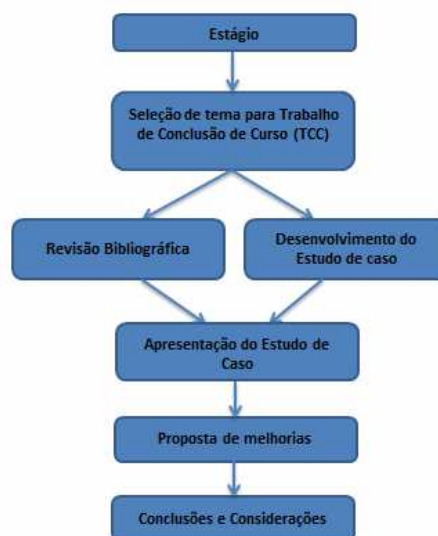 Estágio
Seleção de tema para Trabalho
de Conclusão de Curso (TCC)
Revisão Bibliográfica
Desenvolvimento do
Estudo de caso
Apresentação do Estudo de
Caso
Proposta de melhorias
Conclusões e Considerações